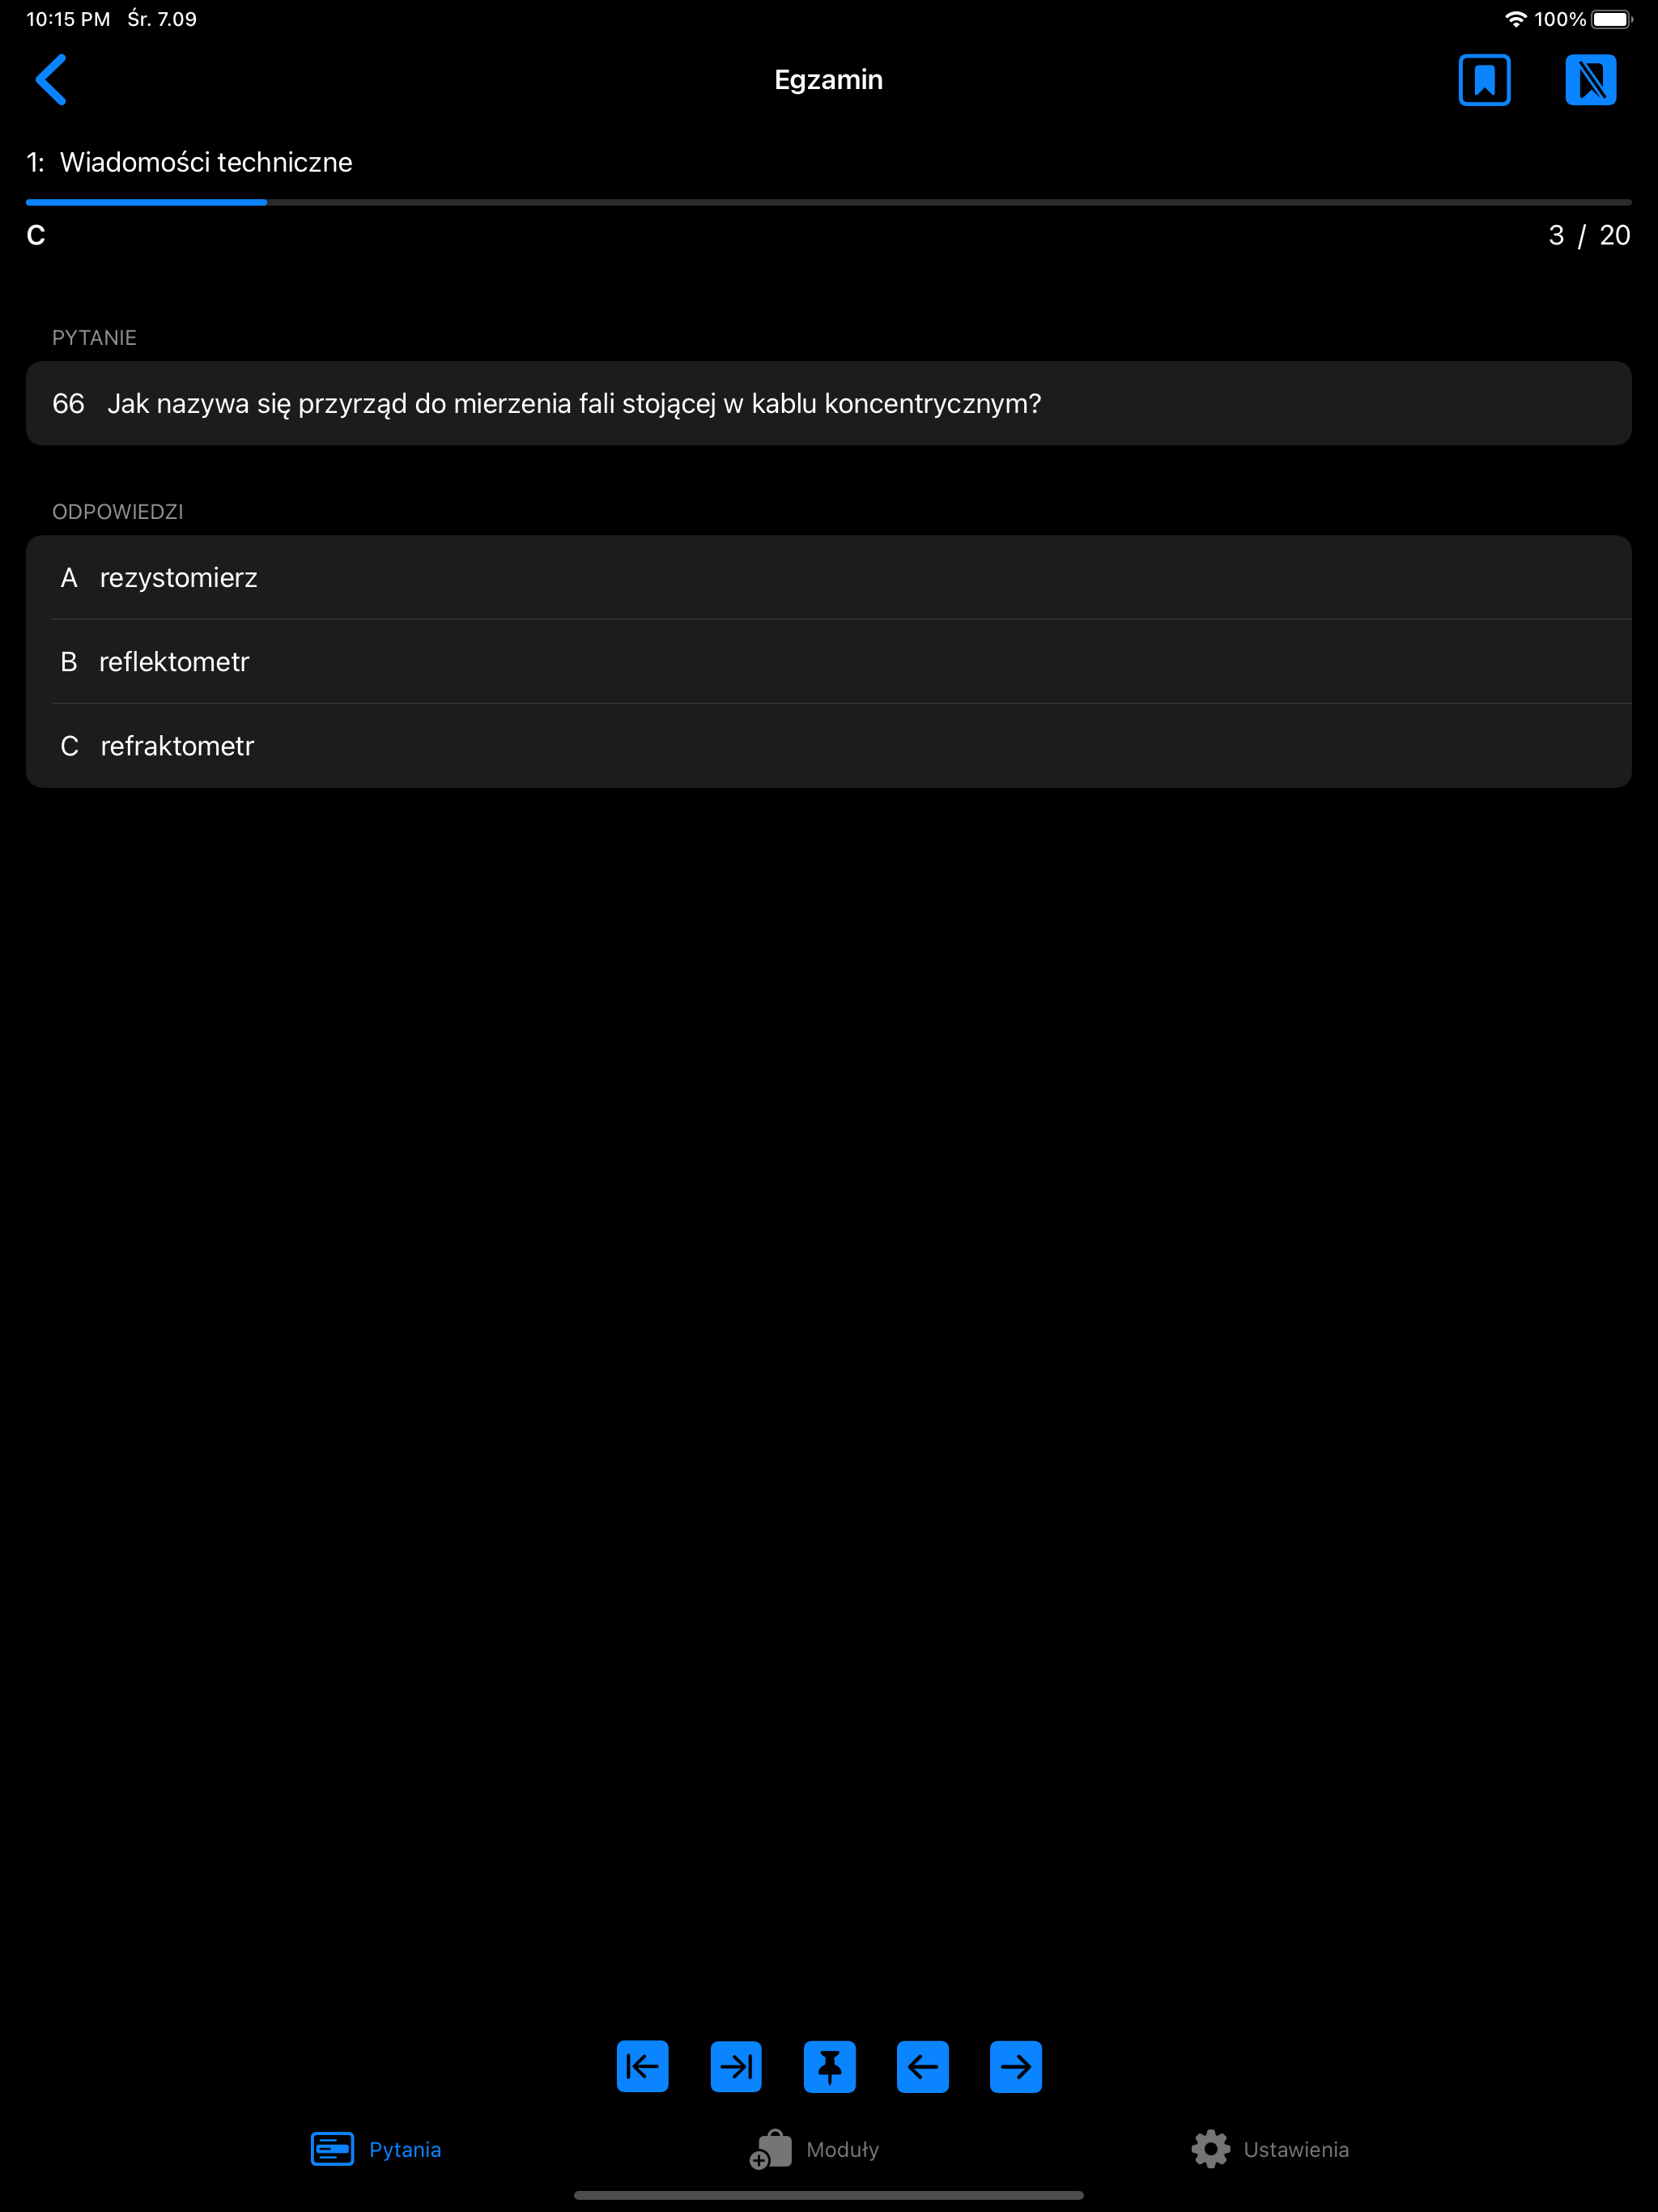 10:15 PM Śr. 7.09 100%
Egzamin
1: Wiadomości techniczne
C 3 / 20
PYTANIE
66 Jak nazywa się przyrząd do mierzenia fali stojącej w kablu koncentrycznym?
ODPOWIEDZI
A rezystomierz
B reflektometr
C refraktometr
Pytania Moduły Ustawienia